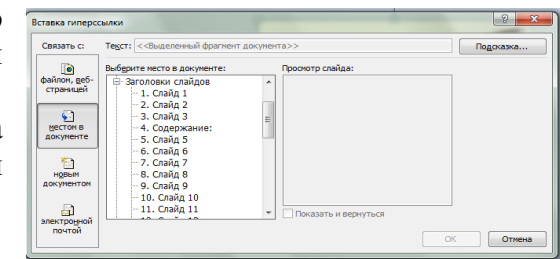 Вставка гиперссылки
Связать с:
Текст: <<Выделенный фрагмент документа>>
Подсказка...
файлом, веб-
страницей
местом в
документе
новым
документом
электронной
почтой
Выберите место в документе:
Заголовки слайдов
1. Слайд 1
2. Слайд 2
3. Слайд 3
4. Содержание:
5. Слайд 5
6. Слайд 6
7. Слайд 7
8. Слайд 8
9. Слайд 9
10. Слайд 10
11. Слайд 11
Просмотр слайда:
Показать и вернуться
ОК
Отмена